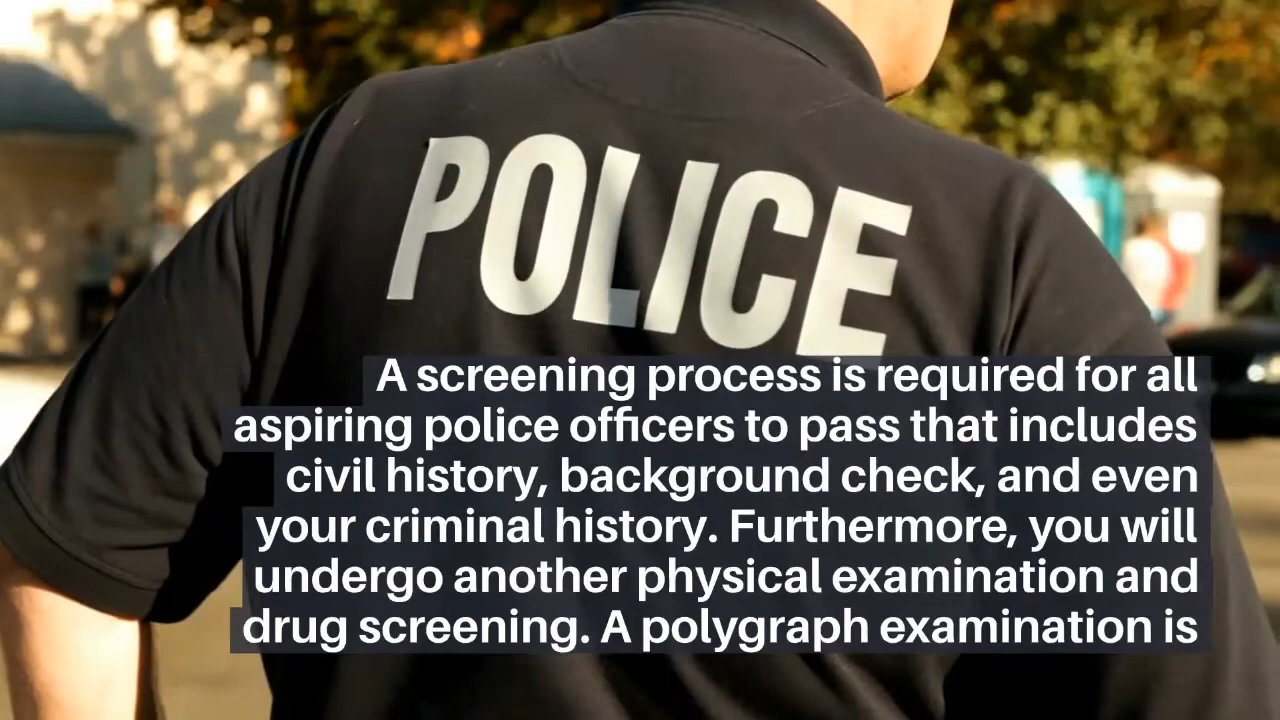 POLICE
A screening process is required for all
aspiring police officers to pass that includes
civil history, background check, and even
your criminal history. Furthermore, you will
undergo another physical examination and
drug screening. A polygraph examination is